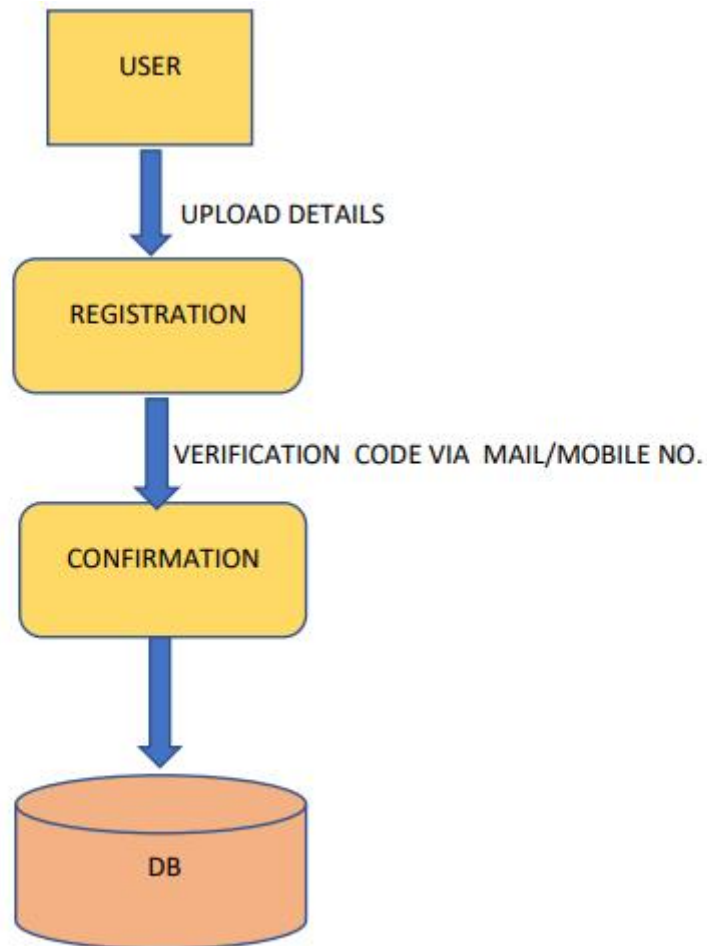 USER
UPLOAD DETAILS
REGISTRATION
VERIFICATION CODE VIA MAIL/MOBILE NO.
CONFIRMATION
DB